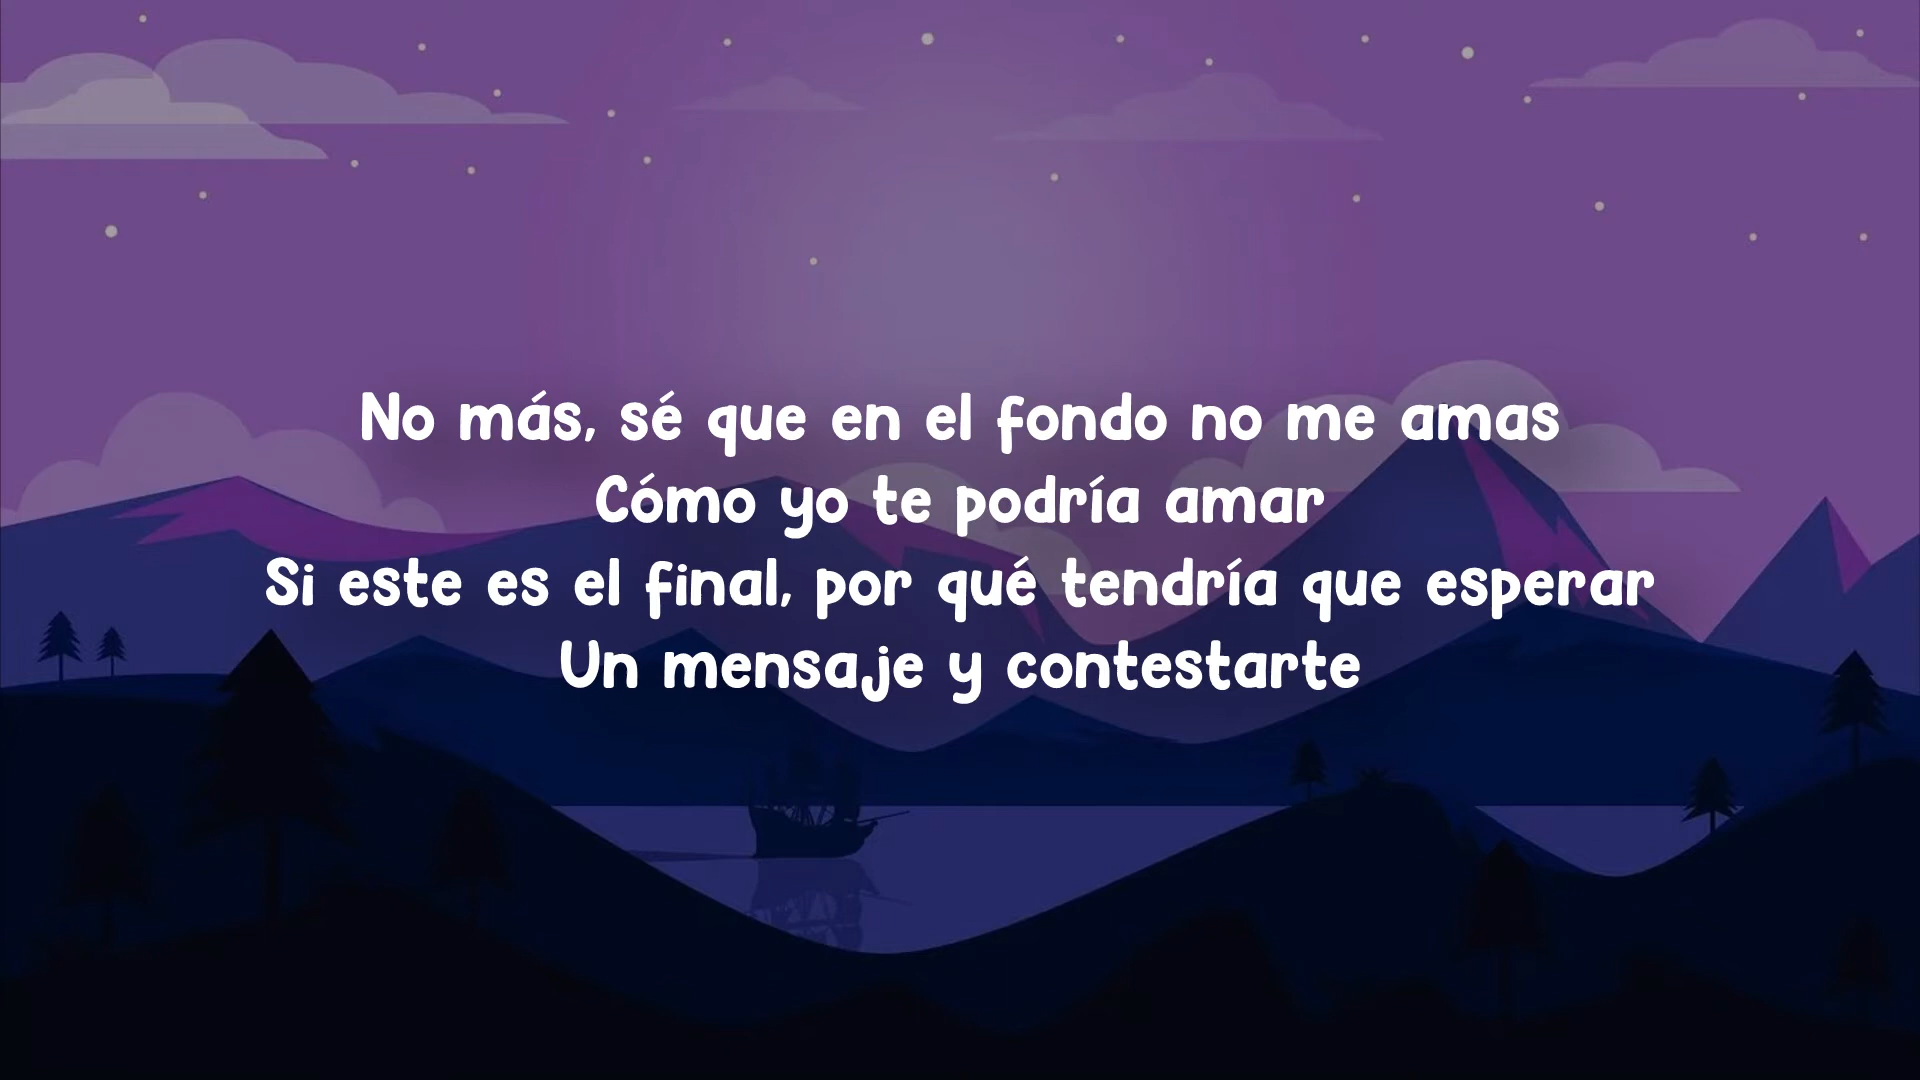 No más, sé que en el fondo no me amas
Cómo yo te podría amar
Si este es el final, por qué tendría que esperar
Un mensaje y contestarte